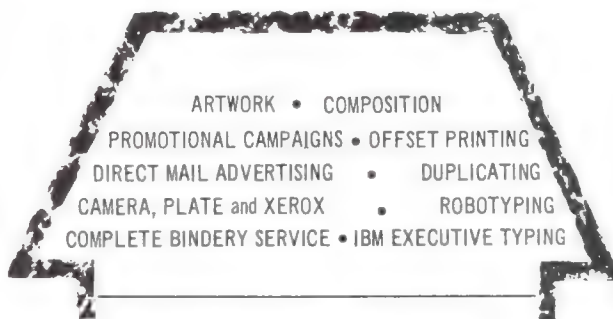 ARTWORK • COMPOSITION
PROMOTIONAL CAMPAIGNS • OFFSET PRINTING
DIRECT MAIL ADVERTISING • DUPLICATING
CAMERA, PLATE and XEROX • ROBOTYPING
COMPLETE BINDERY SERVICE • IBM EXECUTIVE TYPING